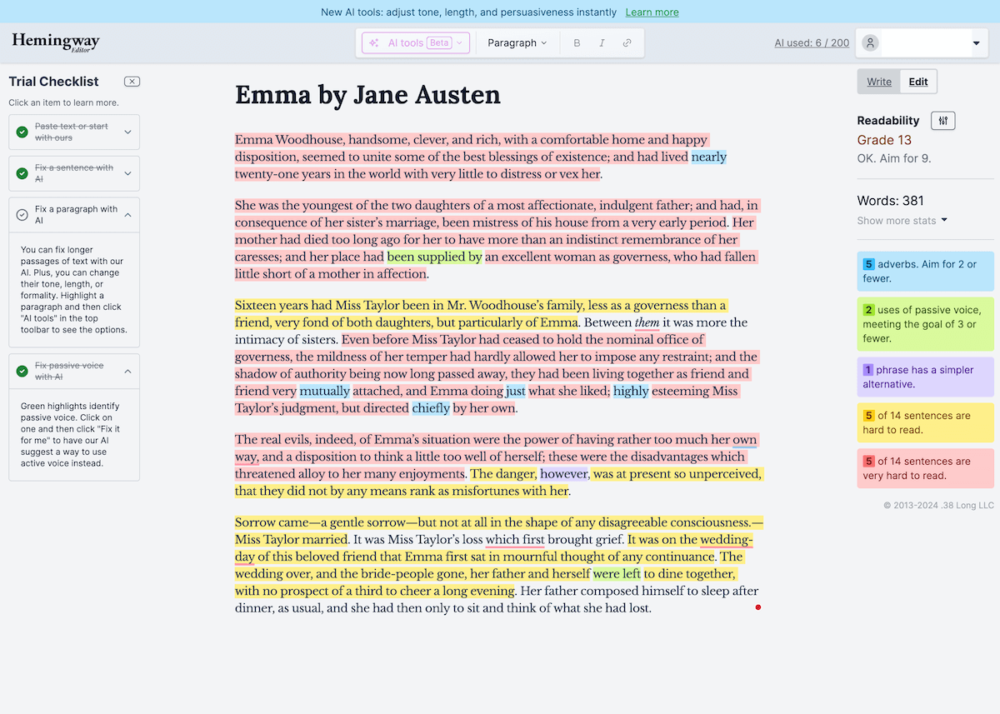 New AI tools: adjust tone, length, and persuasiveness instantly Learn more
Hemingway
Editor
AI tools Beta
Paragraph
B
I
AI used: 6 / 200
Trial Checklist
Click an item to learn more.
Paste text or start
with ours
Fix a sentence with
AI
Fix a paragraph with
AI
You can fix longer
passages of text with our
AI. Plus, you can change
their tone, length, or
formality. Highlight a
paragraph and then click
"AI tools" in the top
toolbar to see the options.
Fix passive voice
with AI
Green highlights identify
passive voice. Click on
one and then click "Fix it
for me" to have our AI
suggest a way to use
active voice instead.
Emma by Jane Austen
Emma Woodhouse, handsome, clever, and rich, with a comfortable home and happy
disposition, seemed to unite some of the best blessings of existence; and had lived nearly
twenty-one years in the world with very little to distress or vex her.
She was the youngest of the two daughters of a most affectionate, indulgent father; and had, in
consequence of her sister’s marriage, been mistress of his house from a very early period. Her
mother had died too long ago for her to have more than an indistinct remembrance of her
caresses; and her place had been supplied by an excellent woman as governess, who had fallen
little short of a mother in affection.
Sixteen years had Miss Taylor been in Mr. Woodhouse’s family, less as a governess than a
friend, very fond of both daughters, but particularly of Emma. Between them it was more the
intimacy of sisters. Even before Miss Taylor had ceased to hold the nominal office of
governess, the mildness of her temper had hardly allowed her to impose any restraint; and the
shadow of authority being now long passed away, they had been living together as friend and
friend very mutually attached, and Emma doing just what she liked; highly esteeming Miss
Taylor’s judgment, but directed chiefly by her own.
The real evils, indeed, of Emma’s situation were the power of having rather too much her own
way, and a disposition to think a little too well of herself; these were the disadvantages which
threatened alloy to her many enjoyments. The danger, however, was at present so unperceived,
that they did not by any means rank as misfortunes with her.
Sorrow came—a gentle sorrow—but not at all in the shape of any disagreeable consciousness.—
Miss Taylor married. It was Miss Taylor’s loss which first brought grief. It was on the wedding-
day of this beloved friend that Emma first sat in mournful thought of any continuance. The
wedding over, and the bride-people gone, her father and herself were left to dine together,
with no prospect of a third to cheer a long evening. Her father composed himself to sleep after
dinner, as usual, and she had then only to sit and think of what she had lost.
Write
Edit
Readability
Grade 13
OK. Aim for 9.
Words: 381
Show more stats
5 adverbs. Aim for 2 or
fewer.
2 uses of passive voice,
meeting the goal of 3 or
fewer.
1 phrase has a simpler
alternative.
5 of 14 sentences are
hard to read.
5 of 14 sentences are
very hard to read.
© 2013-2024 .38 Long LLC